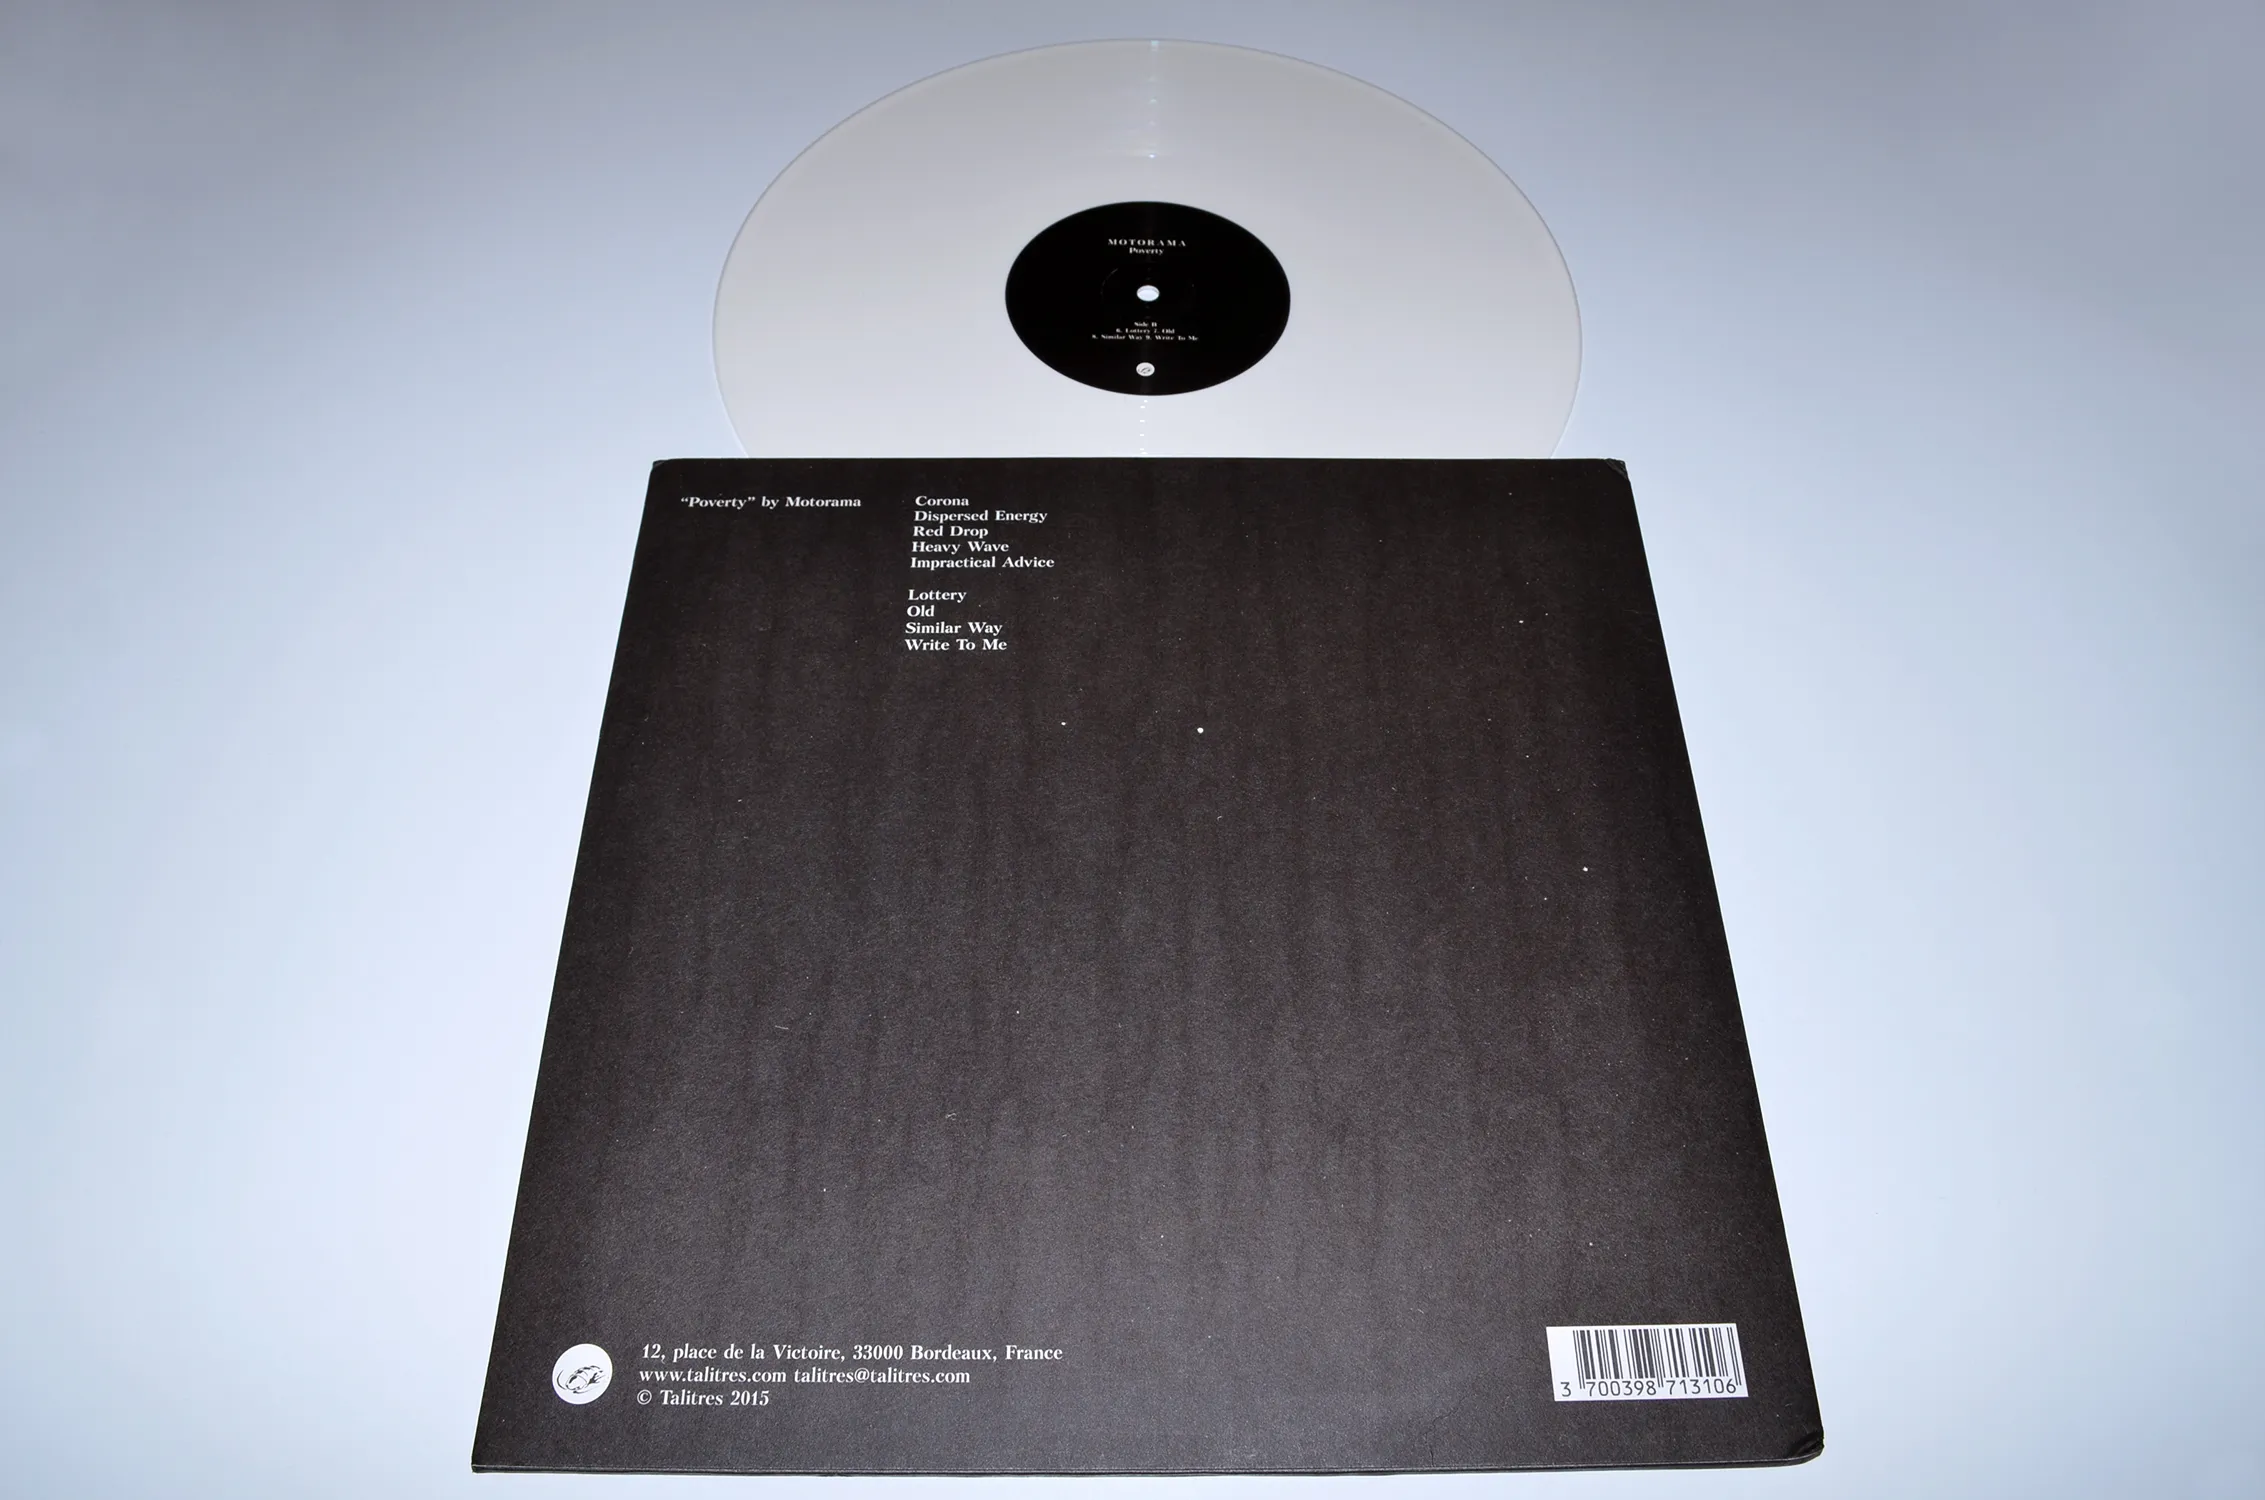 MOTORAMA
Poverty
Side B
6. Lottery 7. Old
8. Similar Way 9. Write To Me
“Poverty” by Motorama
Corona
Dispersed Energy
Red Drop
Heavy Wave
Impractical Advice
Lottery
Old
Similar Way
Write To Me
12, place de la Victoire, 33000 Bordeaux, France
www.talitres.com talitres@talitres.com
© Talitres 2015
3 700398 713106